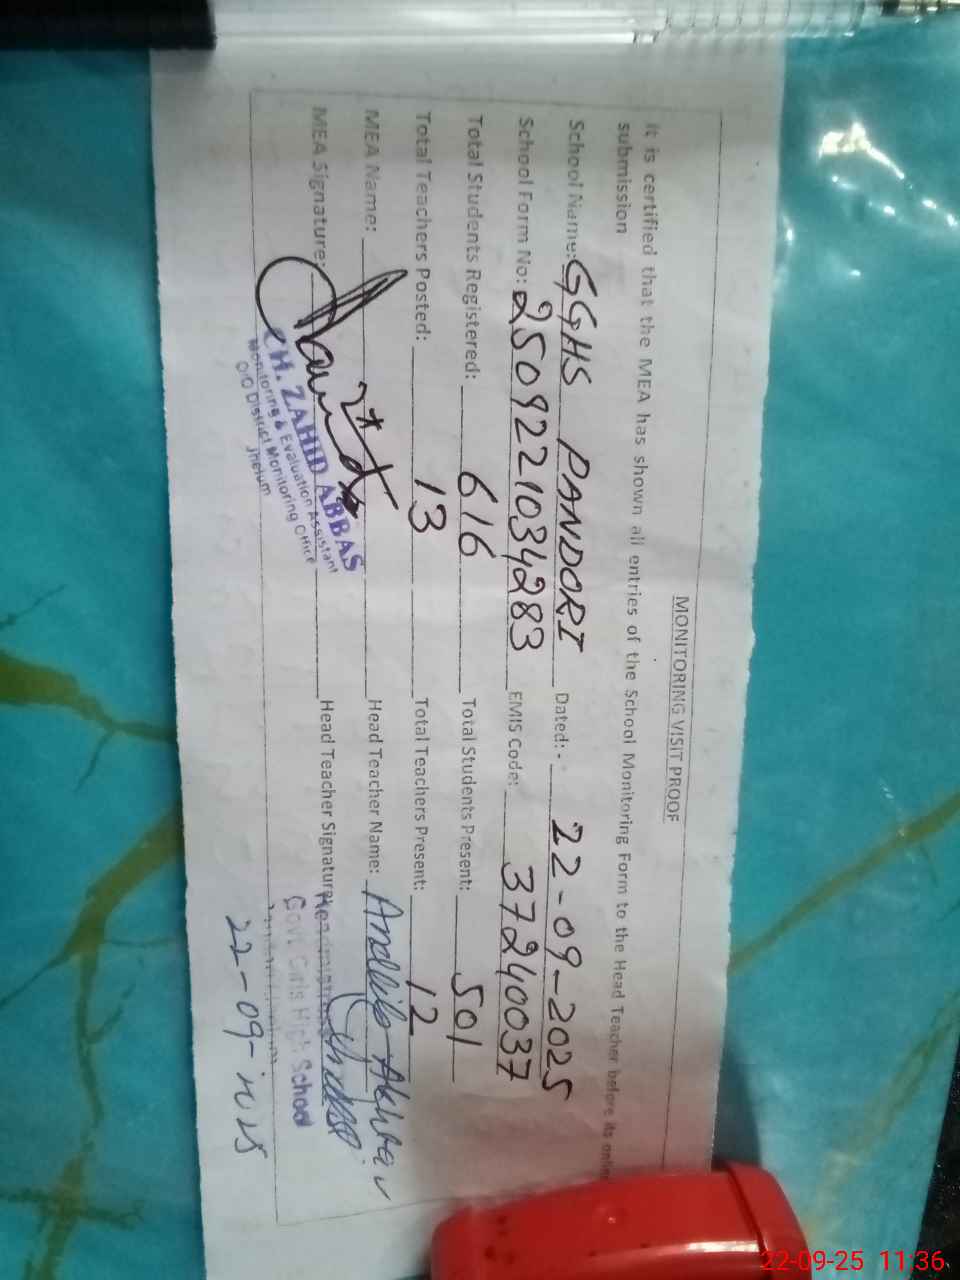 MONITORING VISIT PROOF
It is certified that the MEA has shown all entries of the School Monitoring Form to the Head Teacher before its online
submission
School Name: GGHS PANDORI Dated:- 22-09-2025
School Form No: 2509221034283 EMIS Code: 37240037
Total Students Registered: 616 Total Students Present: 501
Total Teachers Posted: 13 Total Teachers Present: 12
MEA Name: Head Teacher Name: Andleeb Akhtar
MEA Signature: Head Teacher Signature:
CH. ZAHID ABBAS
Monitoring & Evaluation Assistant
O/O District Monitoring Office
Jhelum
Headmistress
Govt. Girls High School
22-09-2025
22-09-25 11:36